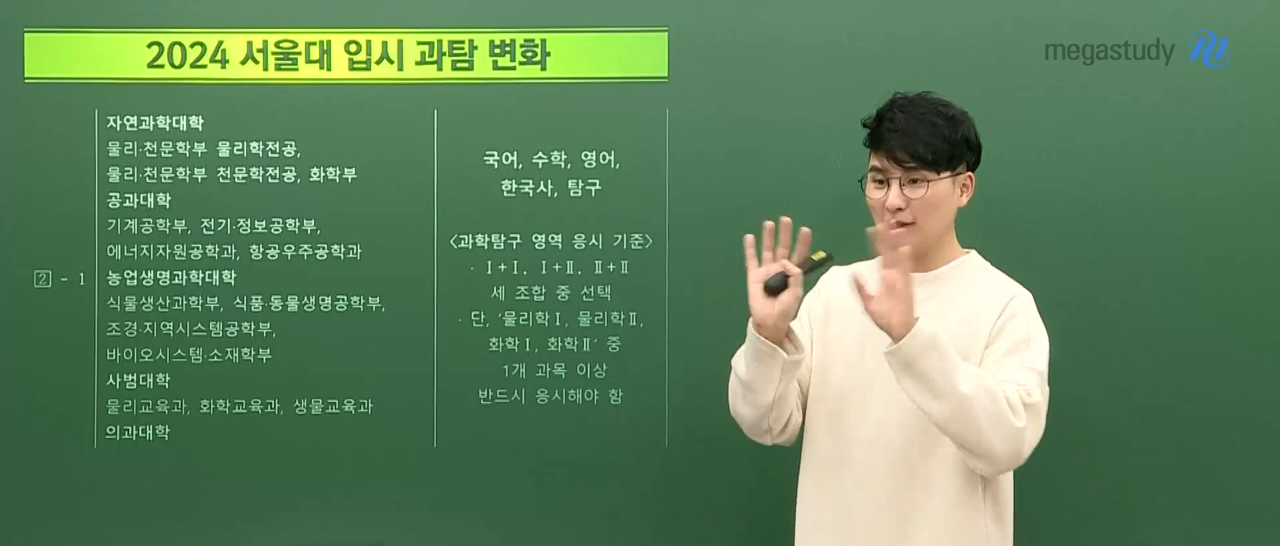 2024 서울대 입시 과탐 변화
megastudy
② - 1
자연과학대학
물리·천문학부 물리학전공,
물리·천문학부 천문학전공, 화학부
공과대학
기계공학부, 전기·정보공학부,
에너지자원공학과, 항공우주공학과
농업생명과학대학
식물생산과학부, 식품·동물생명공학부,
조경·지역시스템공학부,
바이오시스템·소재학부
사범대학
물리교육과, 화학교육과, 생물교육과
의과대학
국어, 수학, 영어,
한국사, 탐구
<과학탐구 영역 응시 기준>
· Ⅰ+Ⅰ, Ⅰ+Ⅱ, Ⅱ+Ⅱ
세 조합 중 선택
· 단, '물리학Ⅰ, 물리학Ⅱ,
화학Ⅰ, 화학Ⅱ' 중
1개 과목 이상
반드시 응시해야 함